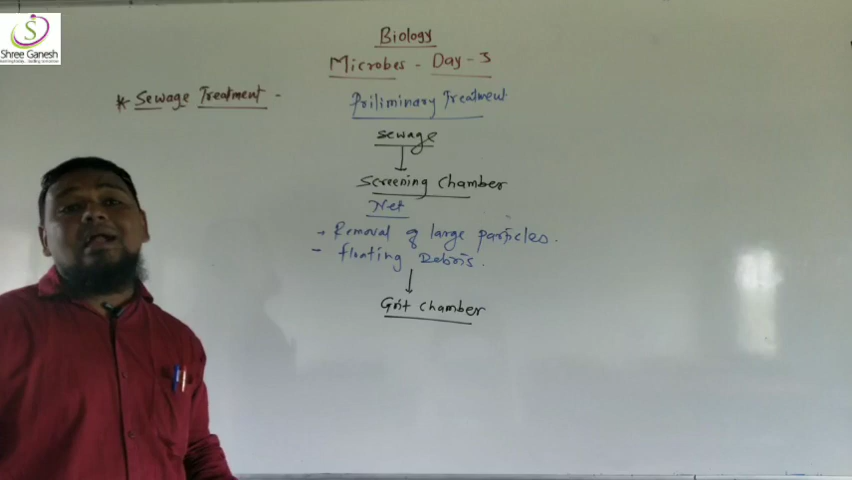 S
Shree Ganesh
Biology
Microbes - Day - 3
* Sewage Treatment -
Priliminary Treatment
sewage
Screening chamber
Net
→ Removal of large particles.
- floating Debris.
Grit chamber